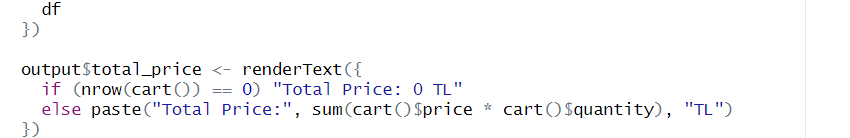 df
})
output$total_price <- renderText({
if (nrow(cart()) == 0) "Total Price: 0 TL"
else paste("Total Price:", sum(cart()$price * cart()$quantity), "TL")
})